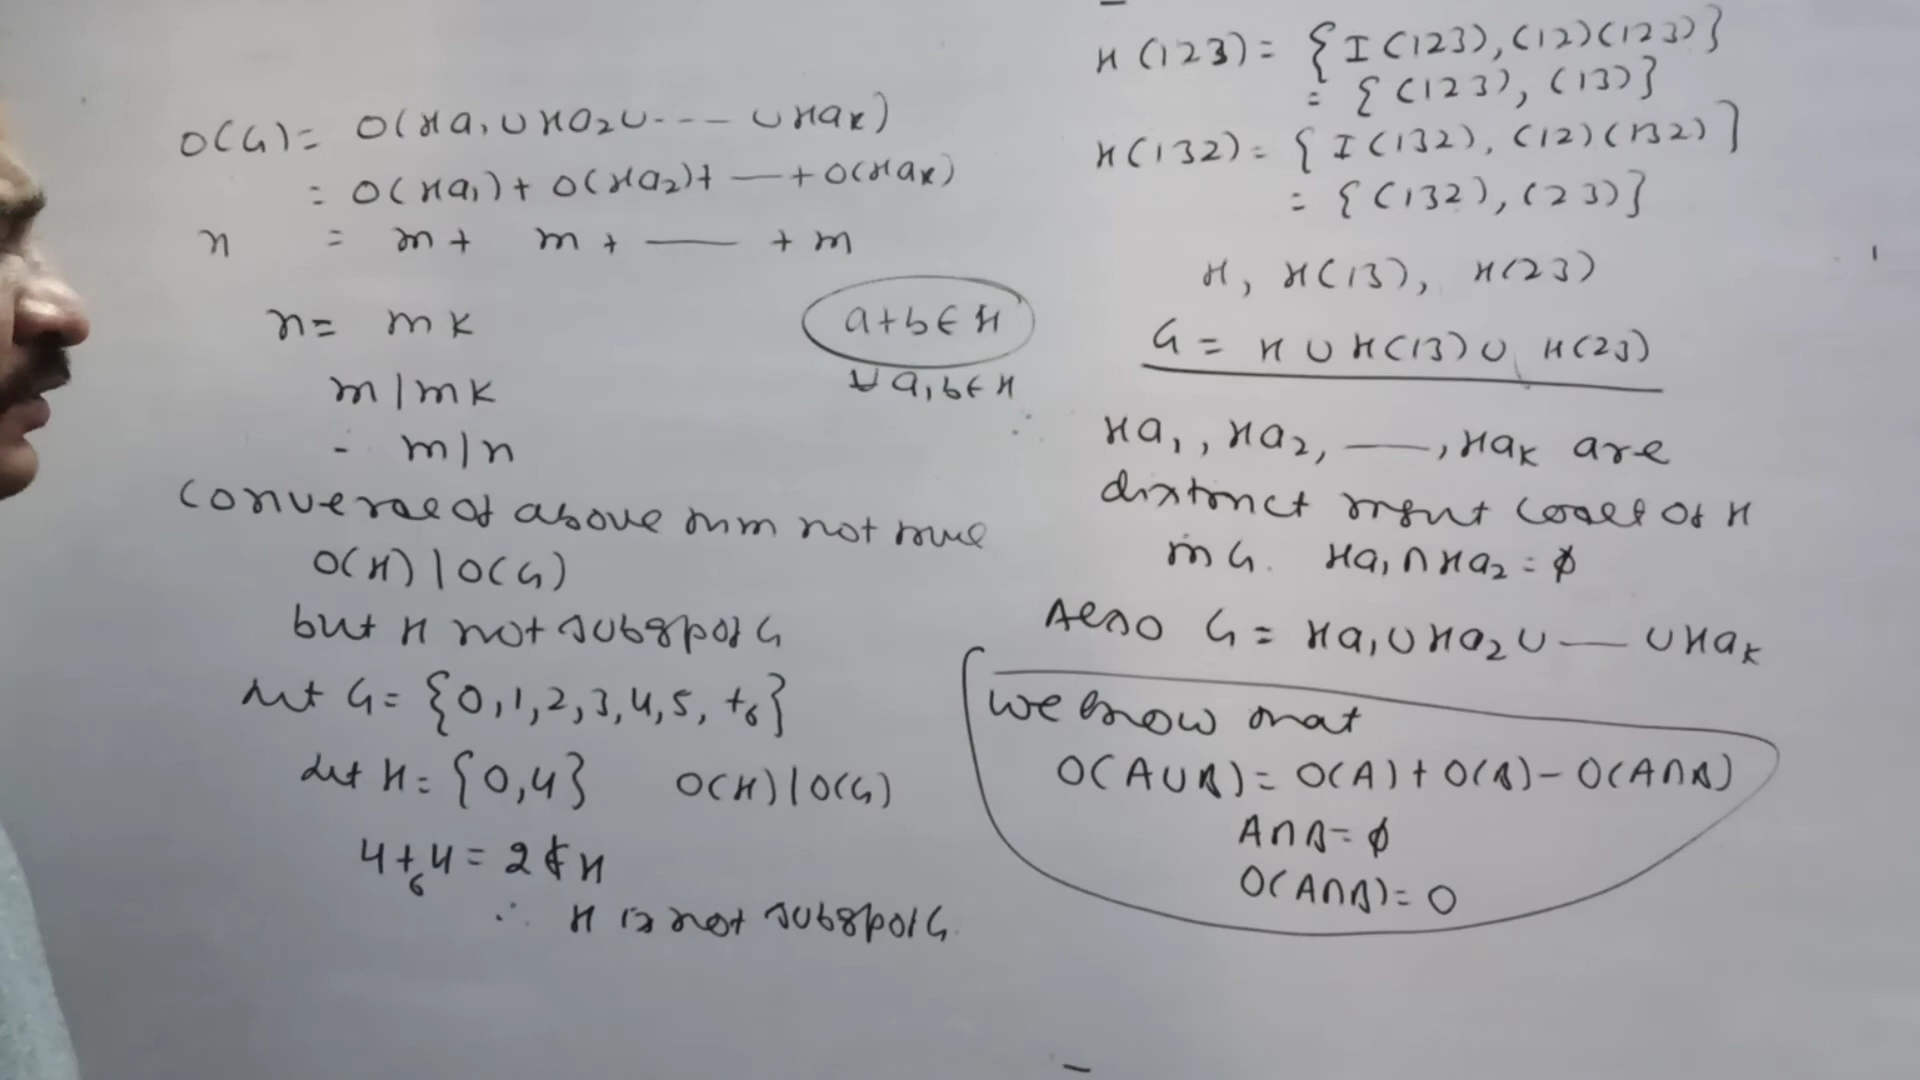 O(G) = O(Ha₁ ∪ Ha₂ ∪ --- ∪ Haₖ)
= O(Ha₁) + O(Ha₂) + — + O(Haₖ)
n = m + m + — + m
n = mk
m | mk
- m | n
a+b ∈ H
∀ a, b ∈ H
Converse of above thm not true
O(H) | O(G)
but H not subgp of G
Let G = {0, 1, 2, 3, 4, 5, +₆}
Let H = {0, 4} O(H) | O(G)
4 +₆ 4 = 2 ∉ H
∴ H is not subgp of G.
H(123) = {I(123), (12)(123)}
= {(123), (13)}
H(132) = {I(132), (12)(132)}
= {(132), (23)}
H, H(13), H(23)
G = H ∪ H(13) ∪ H(23)
Ha₁, Ha₂, —, Haₖ are
distinct right coset of H
in G. Ha₁ ∩ Ha₂ = φ
Also G = Ha₁ ∪ Ha₂ ∪ — ∪ Haₖ
We know that
O(A∪B) = O(A) + O(B) − O(A∩B)
A∩B = φ
O(A∩B) = 0